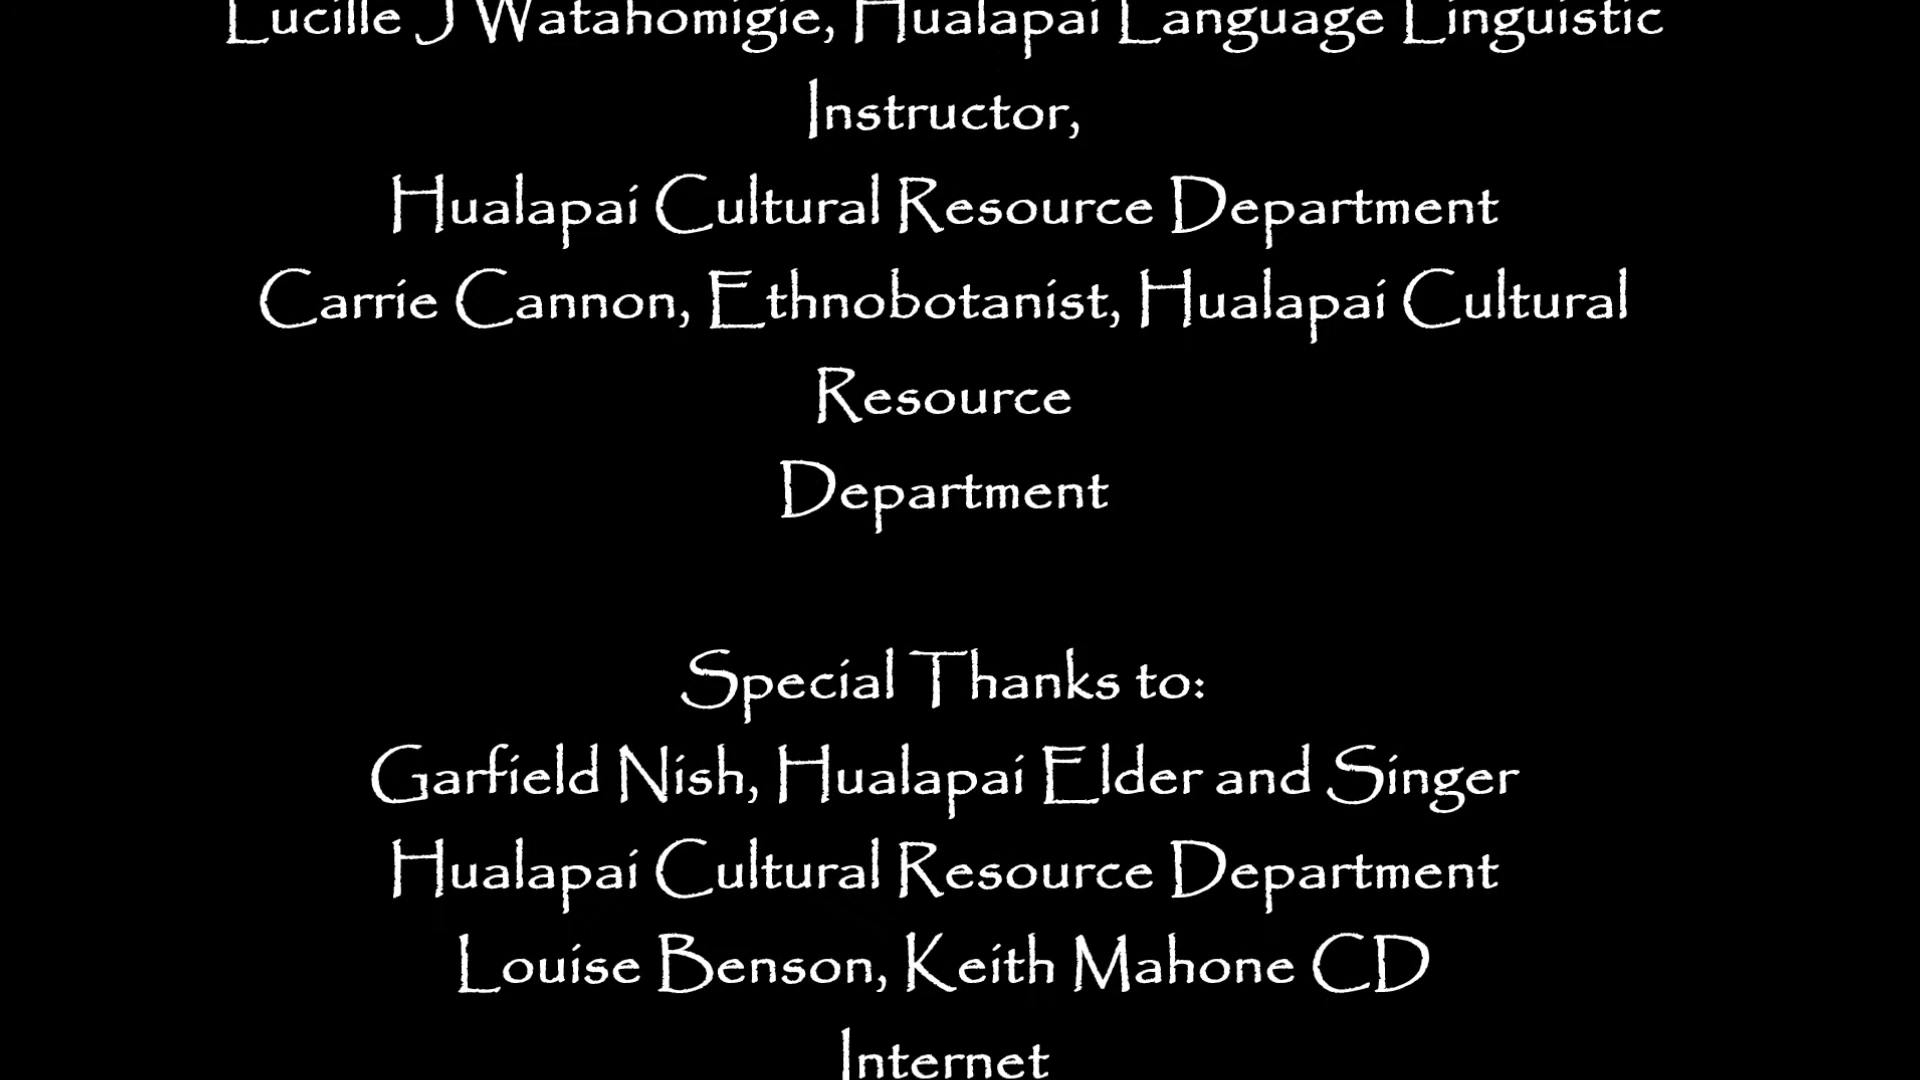 Lucille J Watahomigie, Hualapai Language Linguistic
Instructor,
Hualapai Cultural Resource Department
Carrie Cannon, Ethnobotanist, Hualapai Cultural
Resource
Department
Special Thanks to:
Garfield Nish, Hualapai Elder and Singer
Hualapai Cultural Resource Department
Louise Benson, Keith Mahone CD
Internet